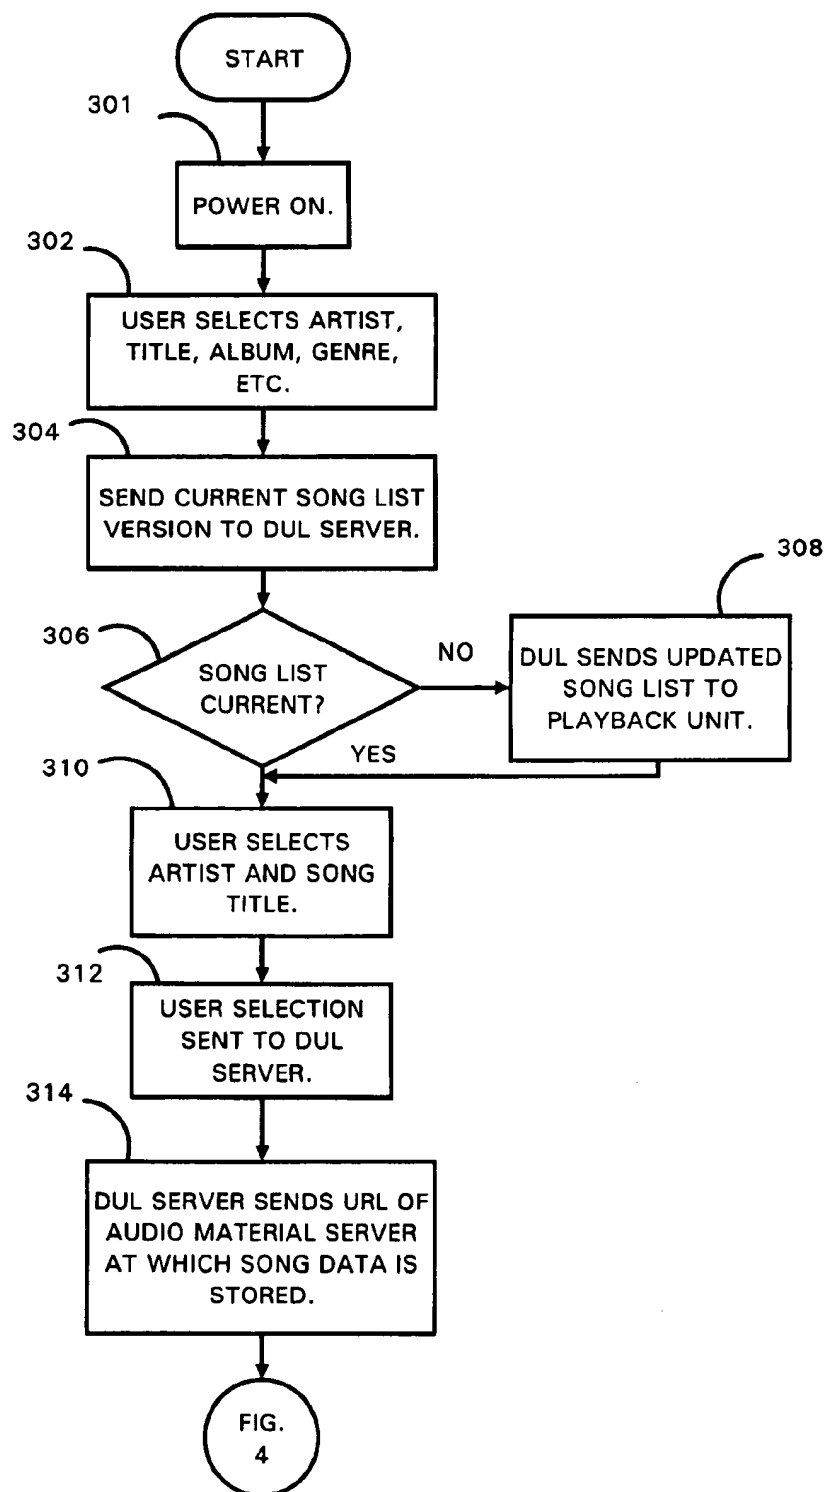 START
301
POWER ON.
302
USER SELECTS ARTIST,
TITLE, ALBUM, GENRE,
ETC.
304
SEND CURRENT SONG LIST
VERSION TO DUL SERVER.
306
SONG LIST
CURRENT?
NO
308
DUL SENDS UPDATED
SONG LIST TO
PLAYBACK UNIT.
YES
310
USER SELECTS
ARTIST AND SONG
TITLE.
312
USER SELECTION
SENT TO DUL
SERVER.
314
DUL SERVER SENDS URL OF
AUDIO MATERIAL SERVER
AT WHICH SONG DATA IS
STORED.
FIG.
4